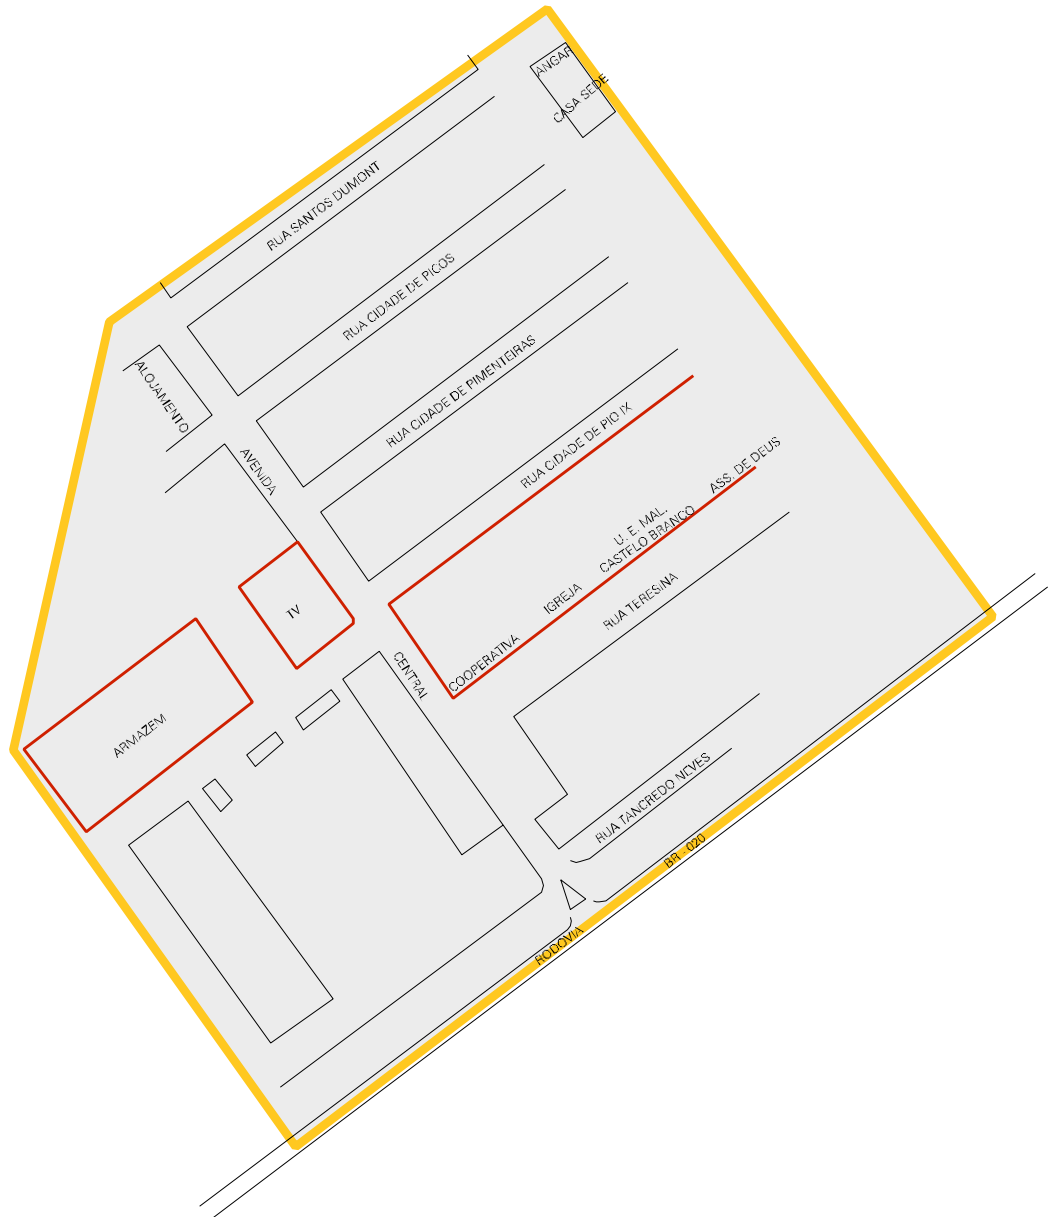 ANGAR
CASA SEDE
RUA SANTOS DUMONT
RUA CIDADE DE PICOS
ALOJAMENTO
RUA CIDADE DE PIMENTEIRAS
AVENIDA
RUA CIDADE DE PIO IX
ASS. DE DEUS
U. E. MAL.
CASTELO BRANCO
IGREJA
RUA TERESINA
TV
COOPERATIVA
CENTRAL
ARMAZEM
RUA TANCREDO NEVES
BR - 020
RODOVIA